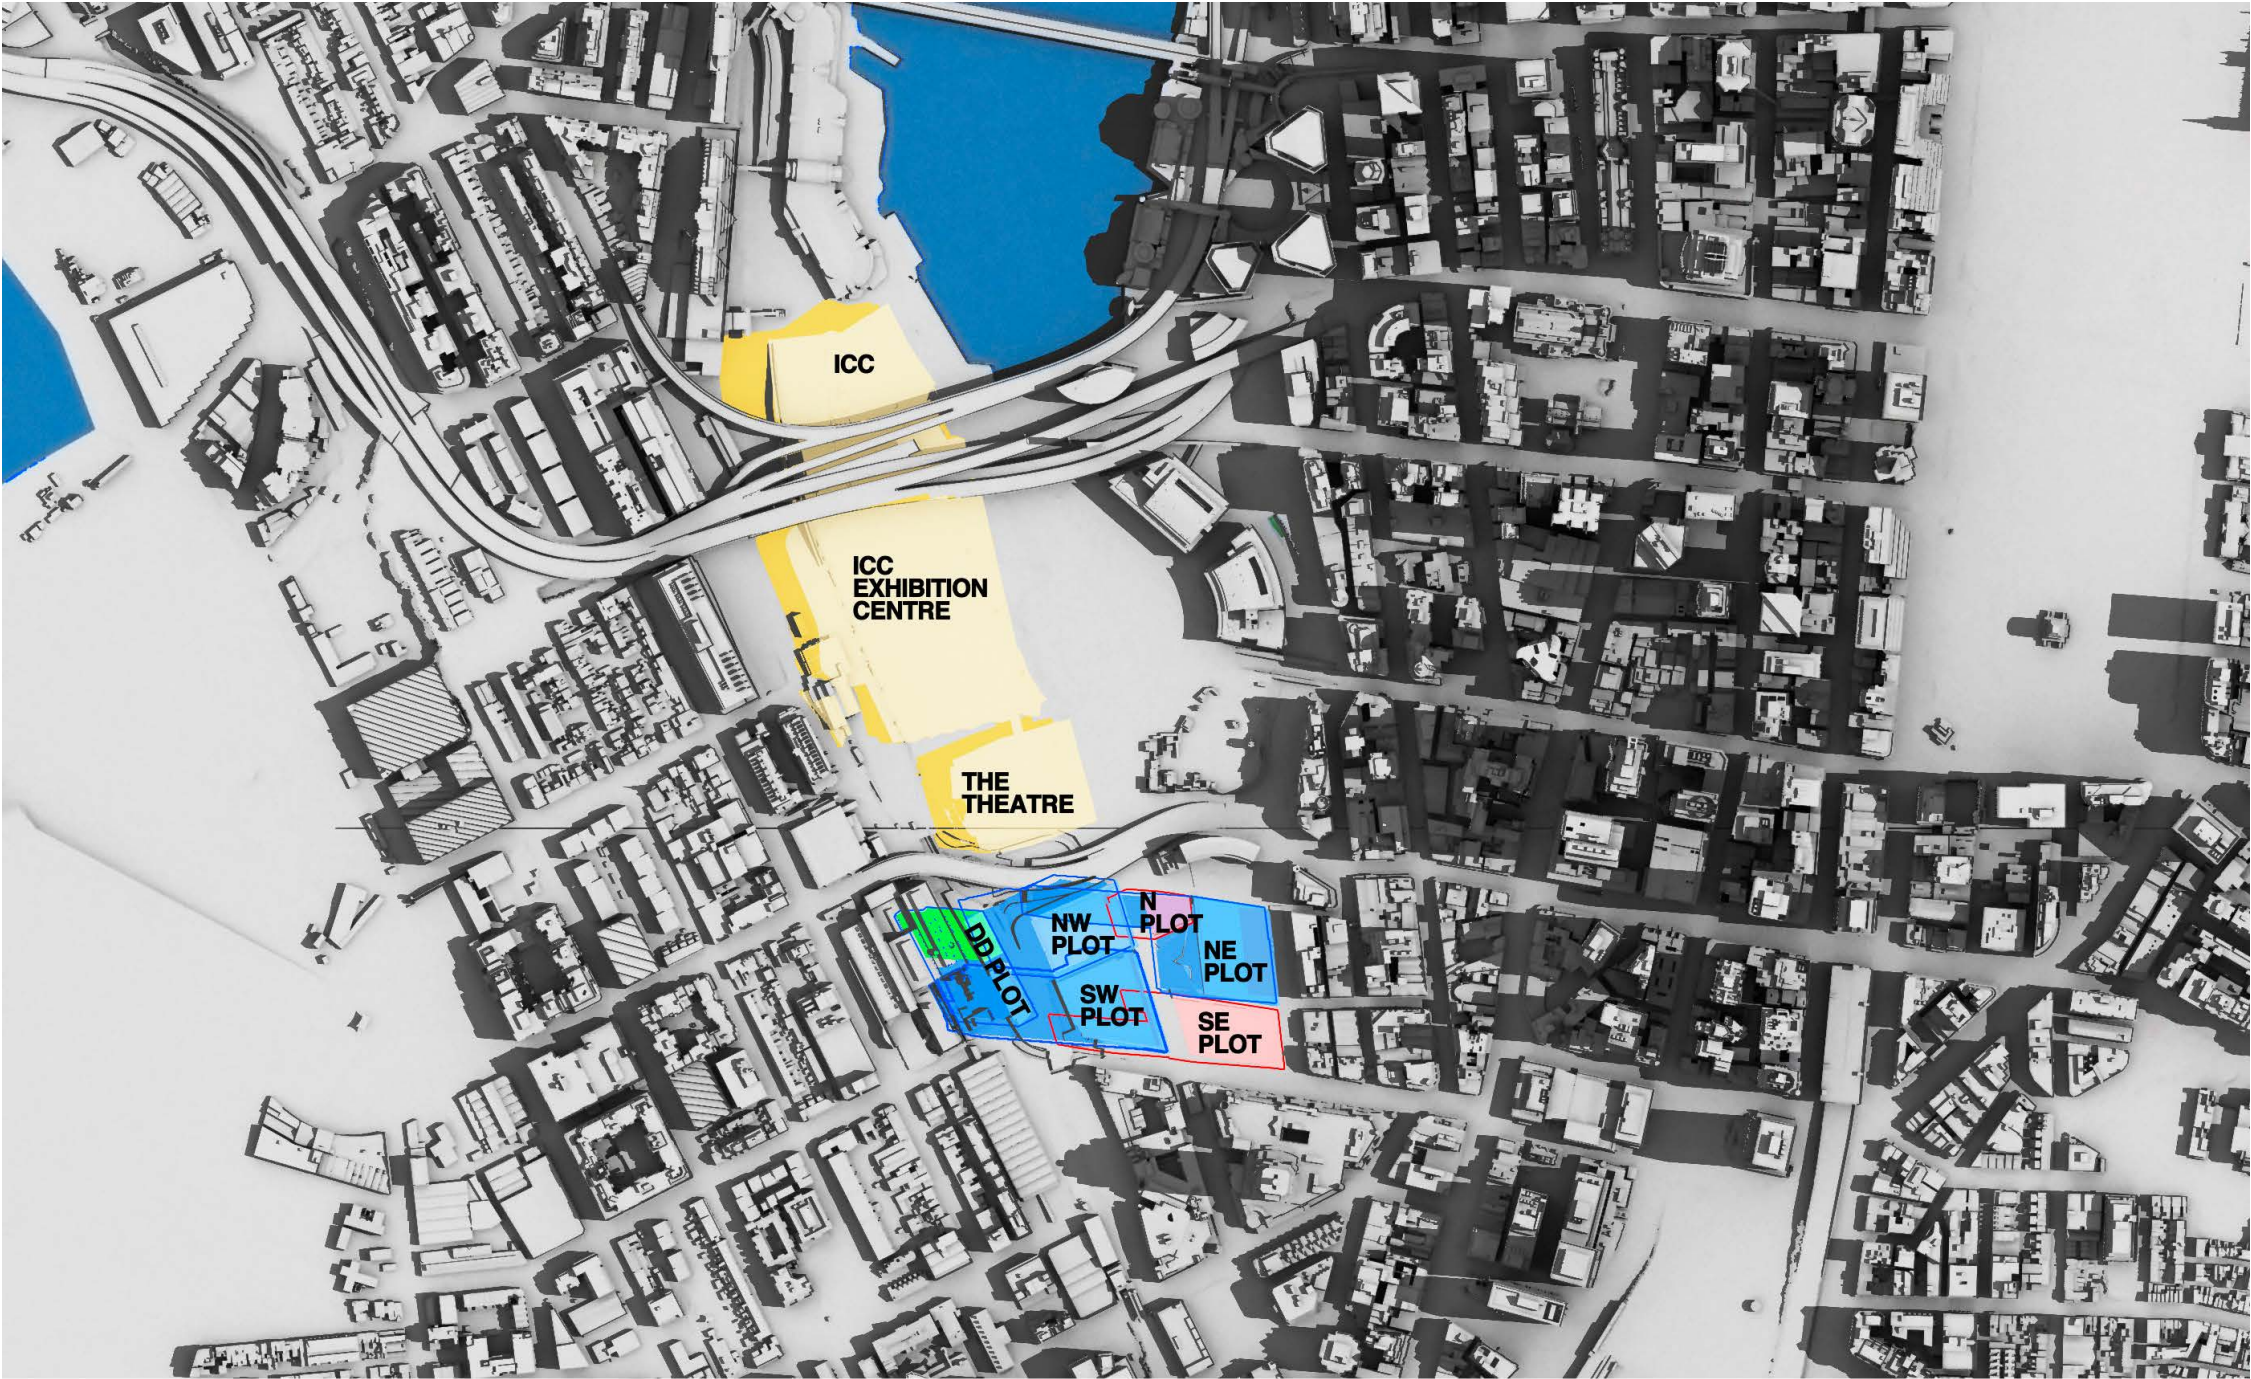 ICC
ICC
EXHIBITION
CENTRE
THE
THEATRE
N
PLOT
NW
PLOT
DD PLOT
NE
PLOT
SW
PLOT
SE
PLOT